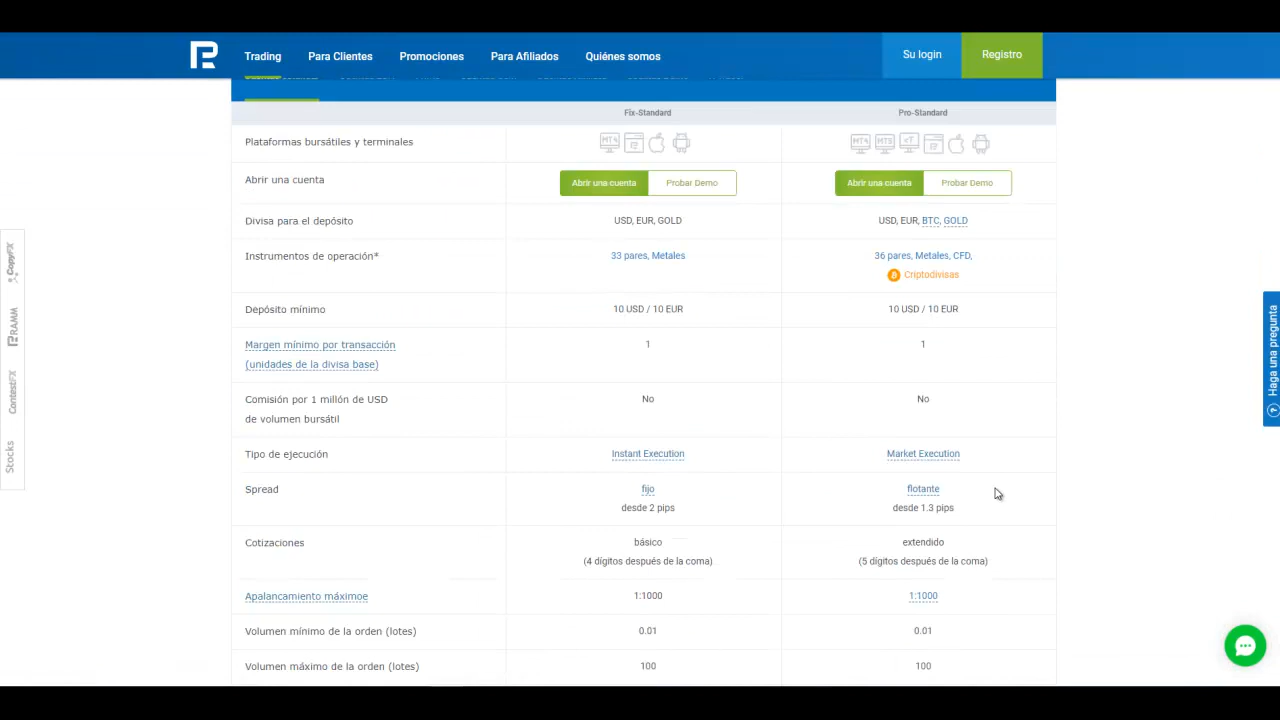 Trading Para Clientes Promociones Para Afiliados Quiénes somos Su login Registro
Fix-Standard Pro-Standard
Plataformas bursátiles y terminales
Abrir una cuenta Abrir una cuenta Probar Demo Abrir una cuenta Probar Demo
Divisa para el depósito USD, EUR, GOLD USD, EUR, BTC, GOLD
Instrumentos de operación* 33 pares, Metales 36 pares, Metales, CFD,
Criptodivisas
Depósito mínimo 10 USD / 10 EUR 10 USD / 10 EUR
Margen mínimo por transacción 1 1
(unidades de la divisa base)
Comisión por 1 millón de USD No No
de volumen bursátil
Tipo de ejecución Instant Execution Market Execution
Spread fijo flotante
desde 2 pips desde 1.3 pips
Cotizaciones básico extendido
(4 dígitos después de la coma) (5 dígitos después de la coma)
Apalancamiento máximoe 1:1000 1:1000
Volumen mínimo de la orden (lotes) 0.01 0.01
Volumen máximo de la orden (lotes) 100 100
CopyFX
RAMM
ContestFX
Stocks
Haga una pregunta